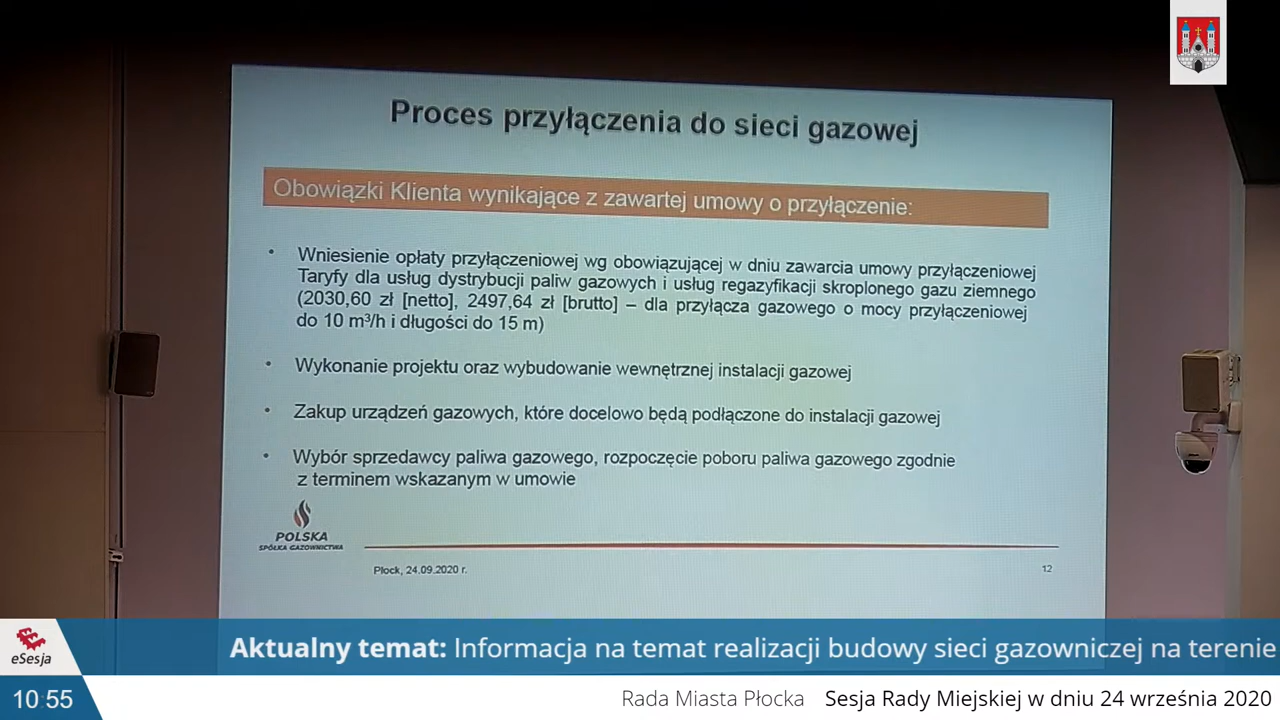 Proces przyłączenia do sieci gazowej
Obowiązki Klienta wynikające z zawartej umowy o przyłączenie:
• Wniesienie opłaty przyłączeniowej wg obowiązującej w dniu zawarcia umowy przyłączeniowej
Taryfy dla usług dystrybucji paliw gazowych i usług regazyfikacji skroplonego gazu ziemnego
(2030,60 zł [netto], 2497,64 zł [brutto] – dla przyłącza gazowego o mocy przyłączeniowej
do 10 m³/h i długości do 15 m)
• Wykonanie projektu oraz wybudowanie wewnętrznej instalacji gazowej
• Zakup urządzeń gazowych, które docelowo będą podłączone do instalacji gazowej
• Wybór sprzedawcy paliwa gazowego, rozpoczęcie poboru paliwa gazowego zgodnie
z terminem wskazanym w umowie
POLSKA
SPÓŁKA GAZOWNICTWA
Płock, 24.09.2020 r.
12
Aktualny temat: Informacja na temat realizacji budowy sieci gazowniczej na terenie
eSesja
10:55
Rada Miasta Płocka Sesja Rady Miejskiej w dniu 24 września 2020